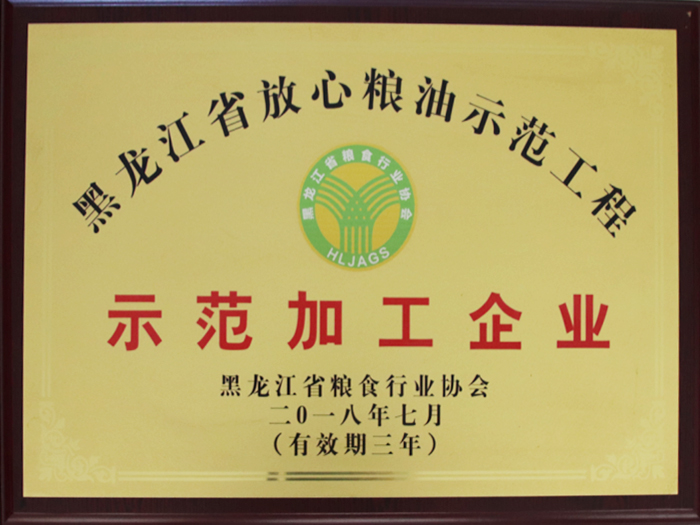 黑龙江省放心粮油示范工程
黑龙江省粮食行业协会
HLJAGS
示范加工企业
黑龙江省粮食行业协会
二0一八年七月
（有效期三年）